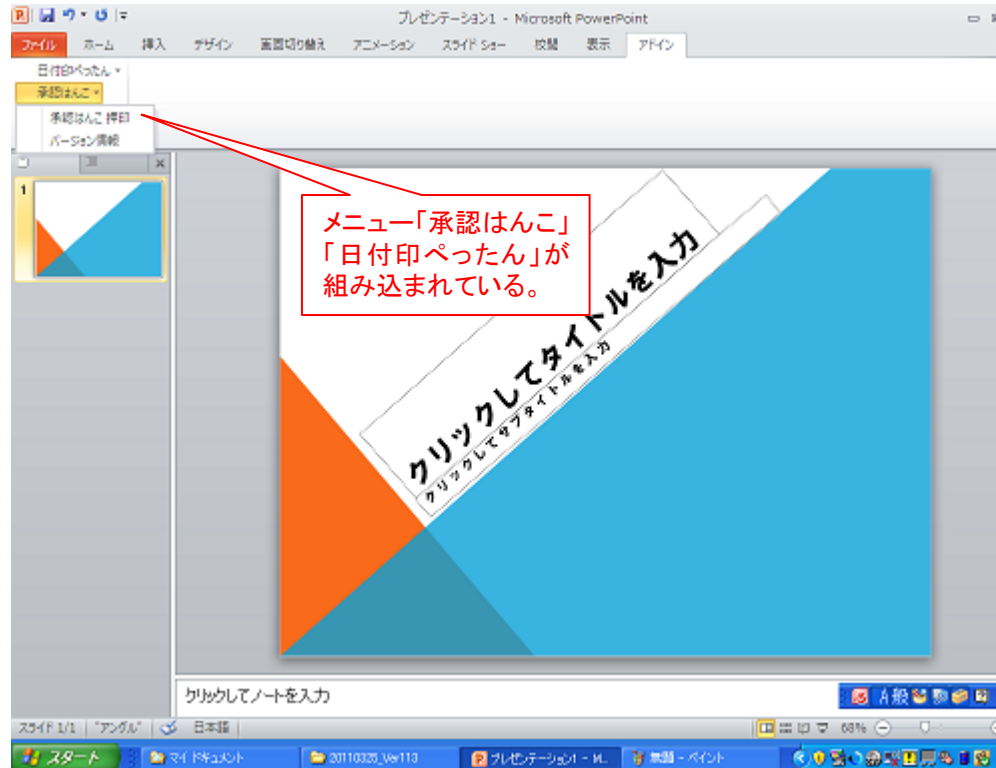 プレゼンテーション1 - Microsoft PowerPoint
ファイル ホーム 挿入 デザイン 画面切り替え アニメーション スライド ショー 校閲 表示 アドイン
日付印ぺったん
承認はんこ
承認はんこ 押印
バージョン情報
1
メニュー「承認はんこ」
「日付印ぺったん」が
組み込まれている。
クリックしてタイトルを入力
クリックしてサブタイトルを入力
クリックしてノートを入力
A 般
スライド 1/1 "アングル" 日本語 68%
スタート マイ ドキュメント 20110325_Ver113 プレゼンテーション1 - M... 無題 - ペイント